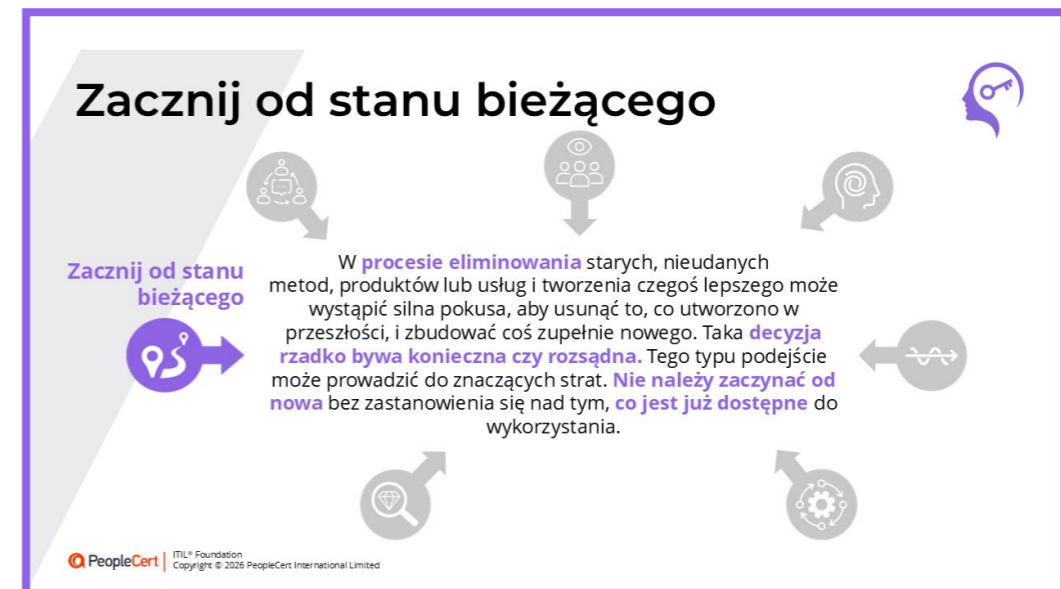 Zacznij od stanu bieżącego
Zacznij od stanu
bieżącego
W procesie eliminowania starych, nieudanych
metod, produktów lub usług i tworzenia czegoś lepszego może
wystąpić silna pokusa, aby usunąć to, co utworzono w
przeszłości, i zbudować coś zupełnie nowego. Taka decyzja
rzadko bywa konieczna czy rozsądna. Tego typu podejście
może prowadzić do znaczących strat. Nie należy zaczynać od
nowa bez zastanowienia się nad tym, co jest już dostępne do
wykorzystania.
PeopleCert
ITIL® Foundation
Copyright © 2026 PeopleCert International Limited